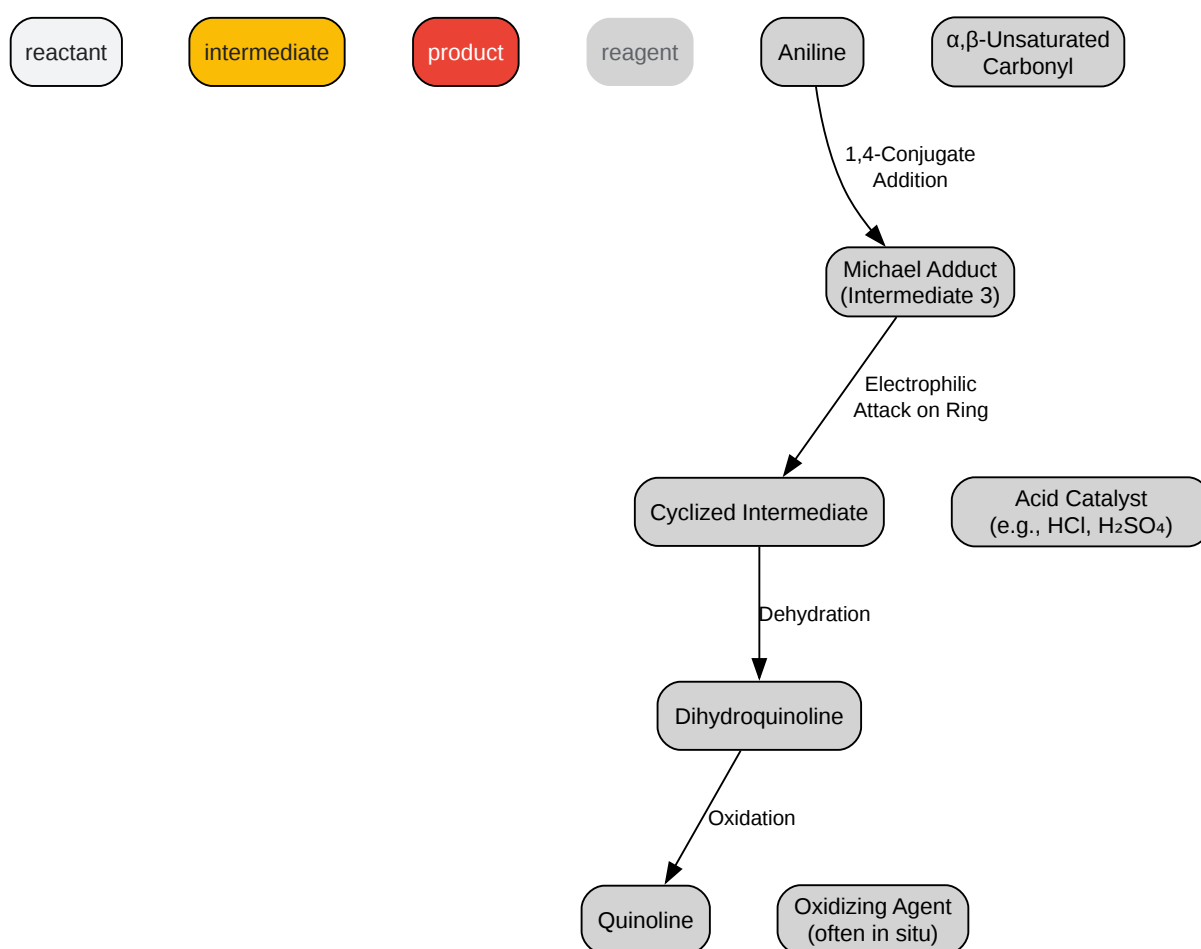 reactant
intermediate
product
reagent
Aniline
α,β-Unsaturated
Carbonyl
1,4-Conjugate
Addition
Michael Adduct
(Intermediate 3)
Electrophilic
Attack on Ring
Cyclized Intermediate
Acid Catalyst
(e.g., HCl, H₂SO₄)
Dehydration
Dihydroquinoline
Oxidation
Quinoline
Oxidizing Agent
(often in situ)